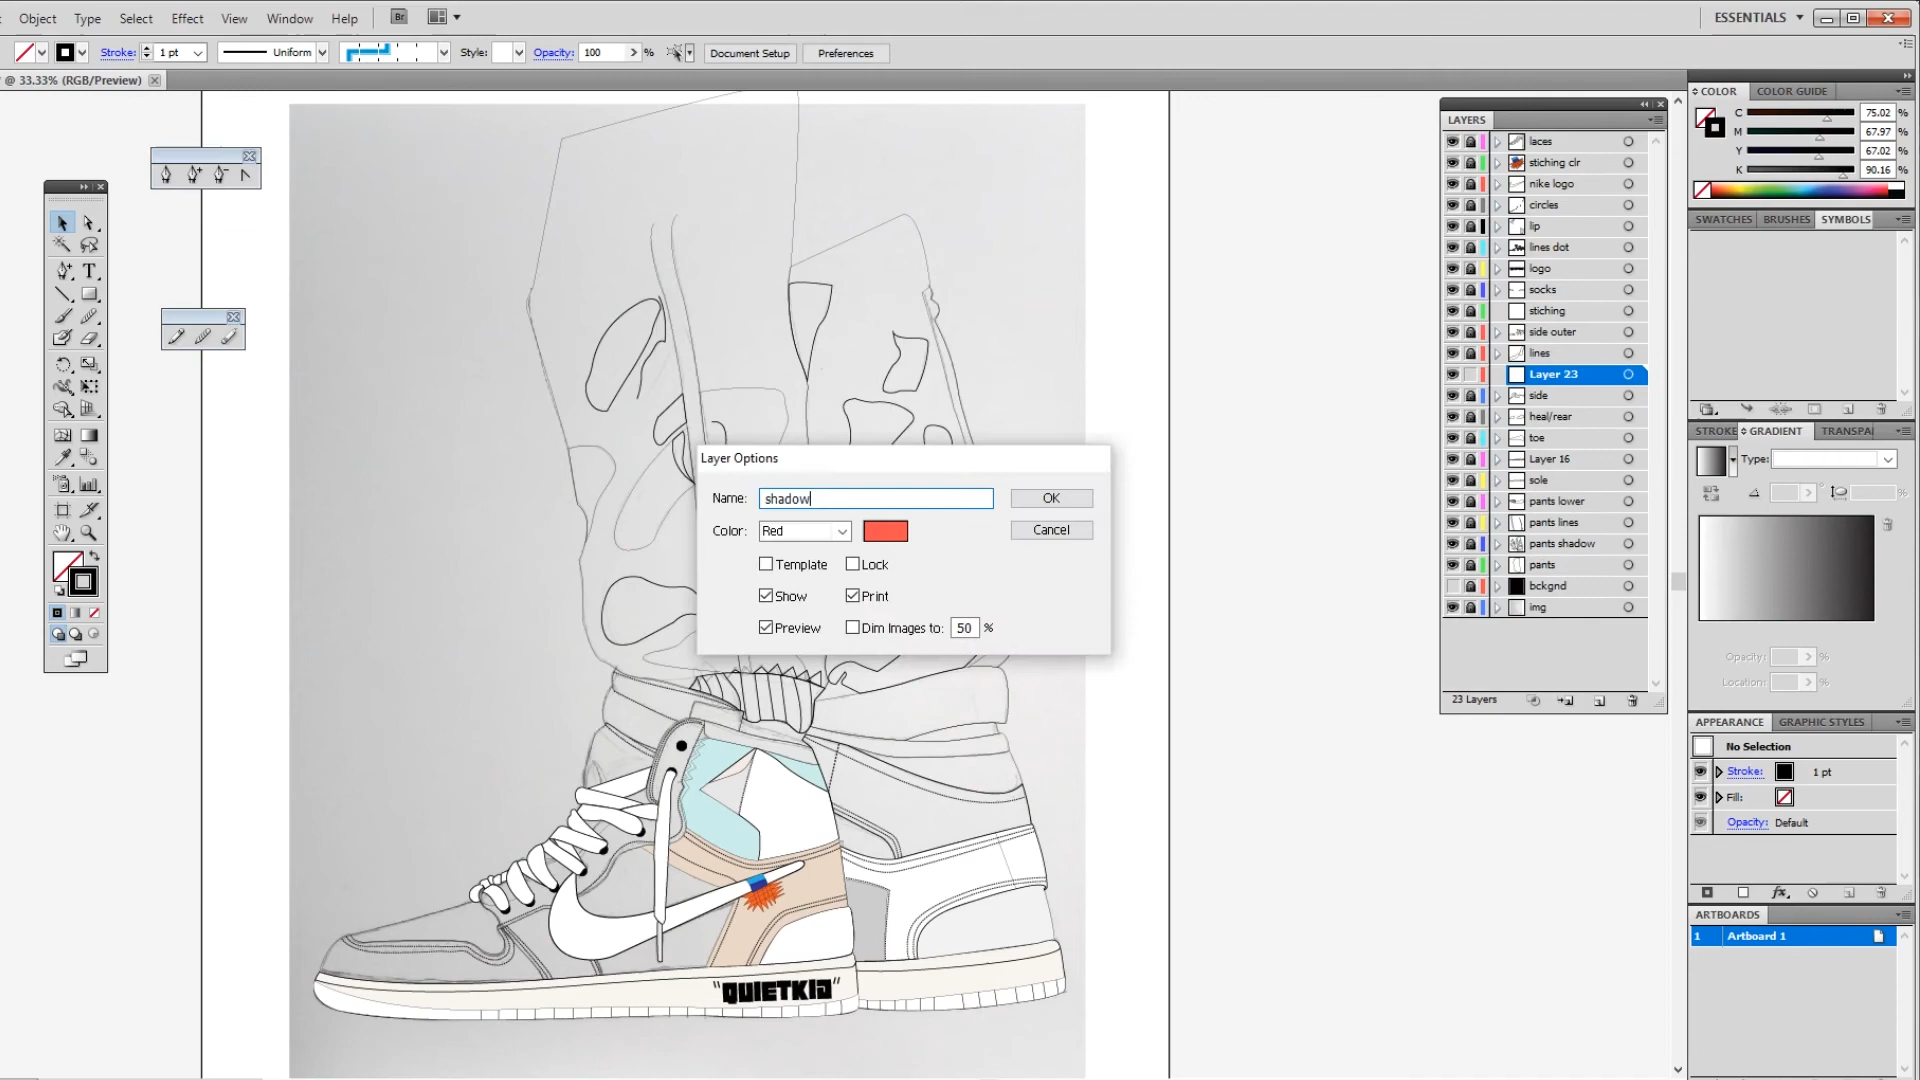 Object Type Select Effect View Window Help Br ESSENTIALS
Stroke: 1 pt Uniform Style: Opacity: 100 % Document Setup Preferences
@ 33.33% (RGB/Preview)
COLOR COLOR GUIDE
C 75.02 %
M 67.97 %
Y 67.02 %
K 90.16 %
SWATCHES BRUSHES SYMBOLS
STROKE GRADIENT TRANSPA
Type:
Opacity: %
Location: %
APPEARANCE GRAPHIC STYLES
No Selection
Stroke: 1 pt
Fill:
Opacity: Default
fx
ARTBOARDS
1 Artboard 1
LAYERS
laces
stiching clr
nike logo
circles
lip
lines dot
logo
socks
stiching
side outer
lines
Layer 23
side
heal/rear
toe
Layer 16
sole
pants lower
pants lines
pants shadow
pants
bckgnd
img
23 Layers
Layer Options
Name: shadow OK
Color: Red Cancel
Template Lock
Show Print
Preview Dim Images to: 50 %
T
"QUIETKID"